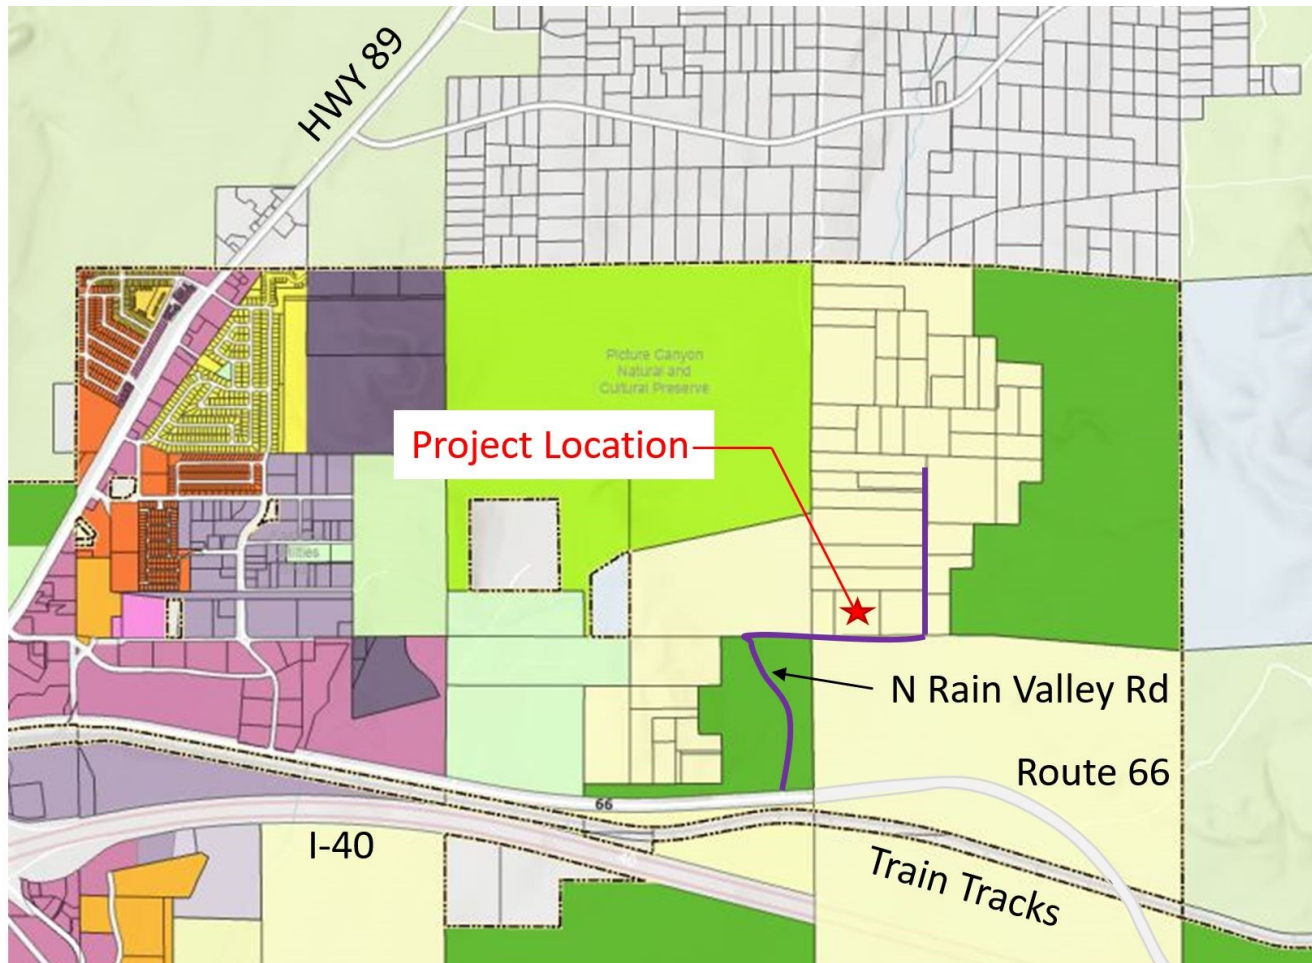 HWY 89
Picture Canyon
Natural and
Cultural Preserve
Project Location
N Rain Valley Rd
Route 66
66
I-40
Train Tracks